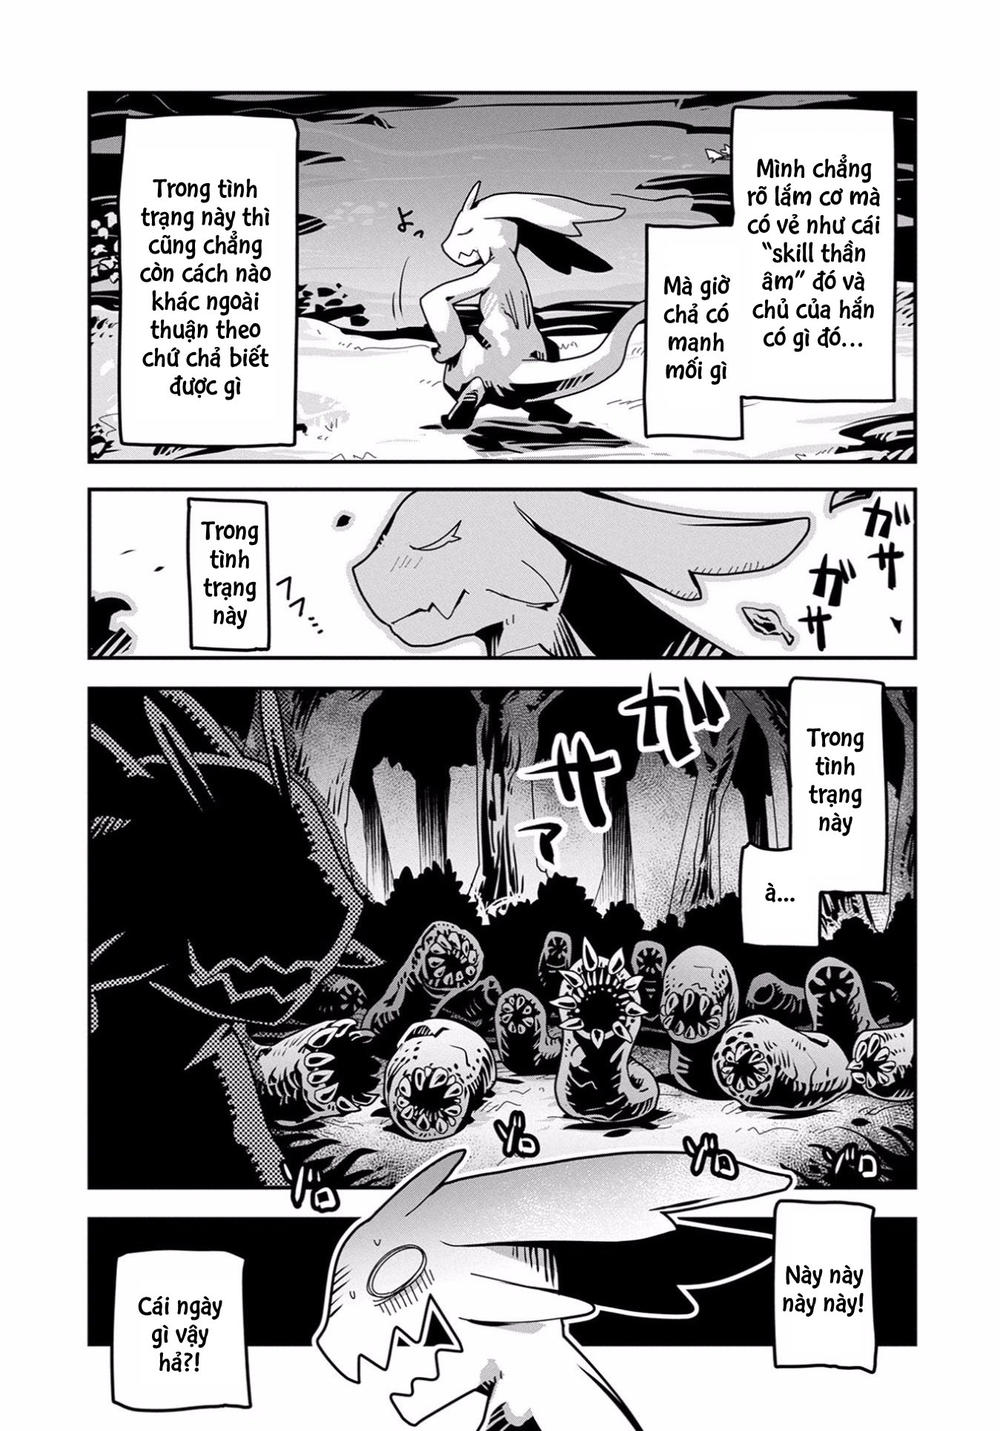 Mình chẳng
rõ lắm cơ mà
có vẻ như cái
“skill thần
âm” đó và
chủ của hắn
có gì đó...
Mà giờ
chả có
manh
mối gì
よっ
Trong tình
trạng này thì
cũng chẳng
còn cách nào
khác ngoài
thuận theo
chứ chả biết
được gì
ガサ
ガサ
Trong
tình
trạng
này
Trong
tình
trạng
này
à...
ガサァ
ゾロ
ゾロ
ゾロ
ゾロ
Này này
này này!
Cái ngày
gì vậy
hả?!